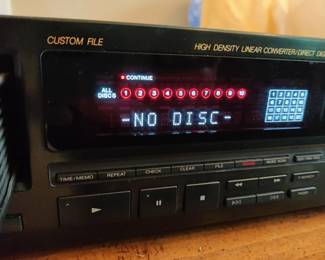 CUSTOM FILE
HIGH DENSITY LINEAR CONVERTER/DIRECT
CONTINUE
ALL DISCS
1 2 3 4 5 6 7 8 9 10
-NO DISC-
TIME/MEMO REPEAT CHECK CLEAR FILE